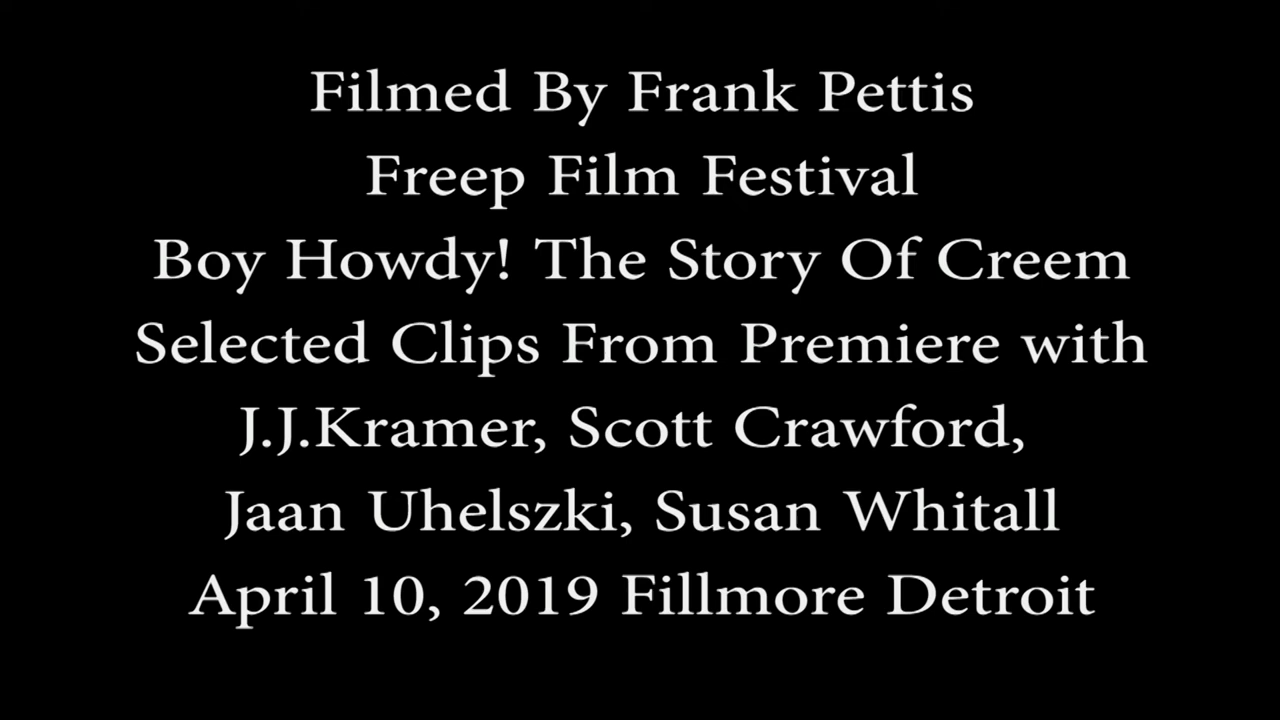 Filmed By Frank Pettis
Freep Film Festival
Boy Howdy! The Story Of Creem
Selected Clips From Premiere with
J.J.Kramer, Scott Crawford,
Jaan Uhelszki, Susan Whitall
April 10, 2019 Fillmore Detroit